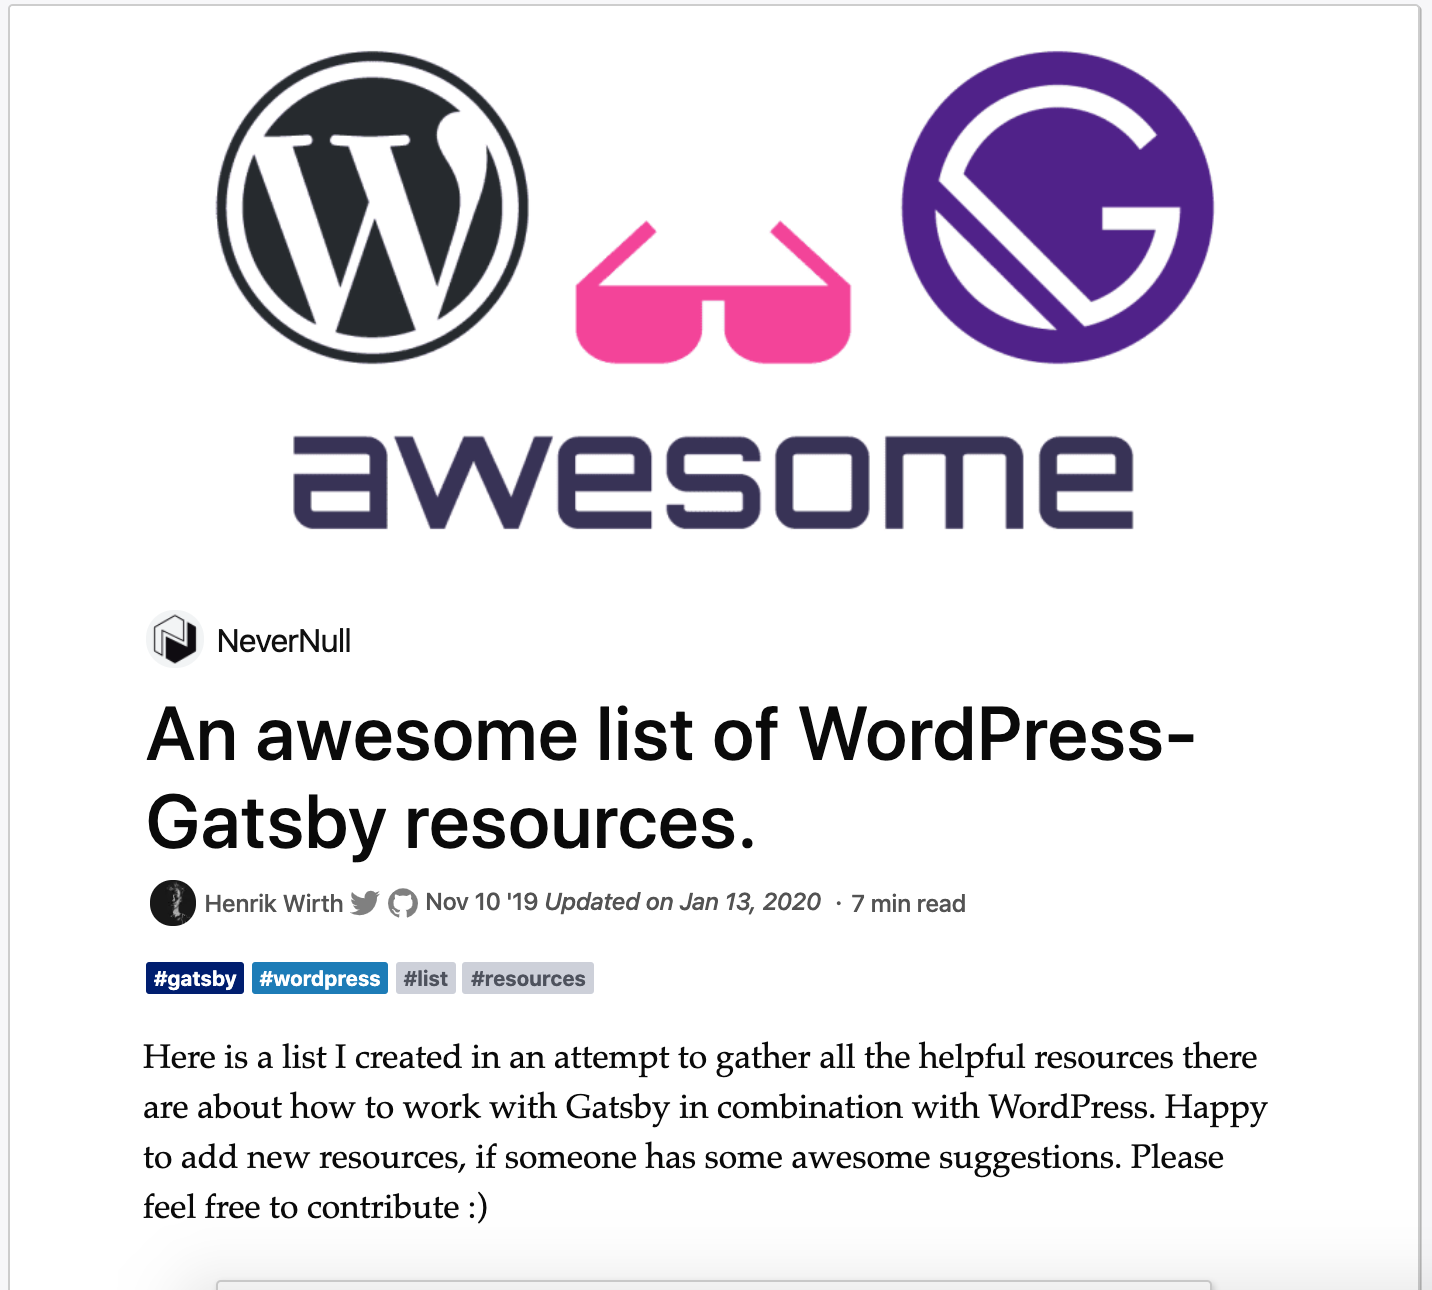 awesome
NeverNull
An awesome list of WordPress-
Gatsby resources.
Henrik Wirth Nov 10 '19 Updated on Jan 13, 2020 · 7 min read
#gatsby #wordpress #list #resources
Here is a list I created in an attempt to gather all the helpful resources there
are about how to work with Gatsby in combination with WordPress. Happy
to add new resources, if someone has some awesome suggestions. Please
feel free to contribute :)